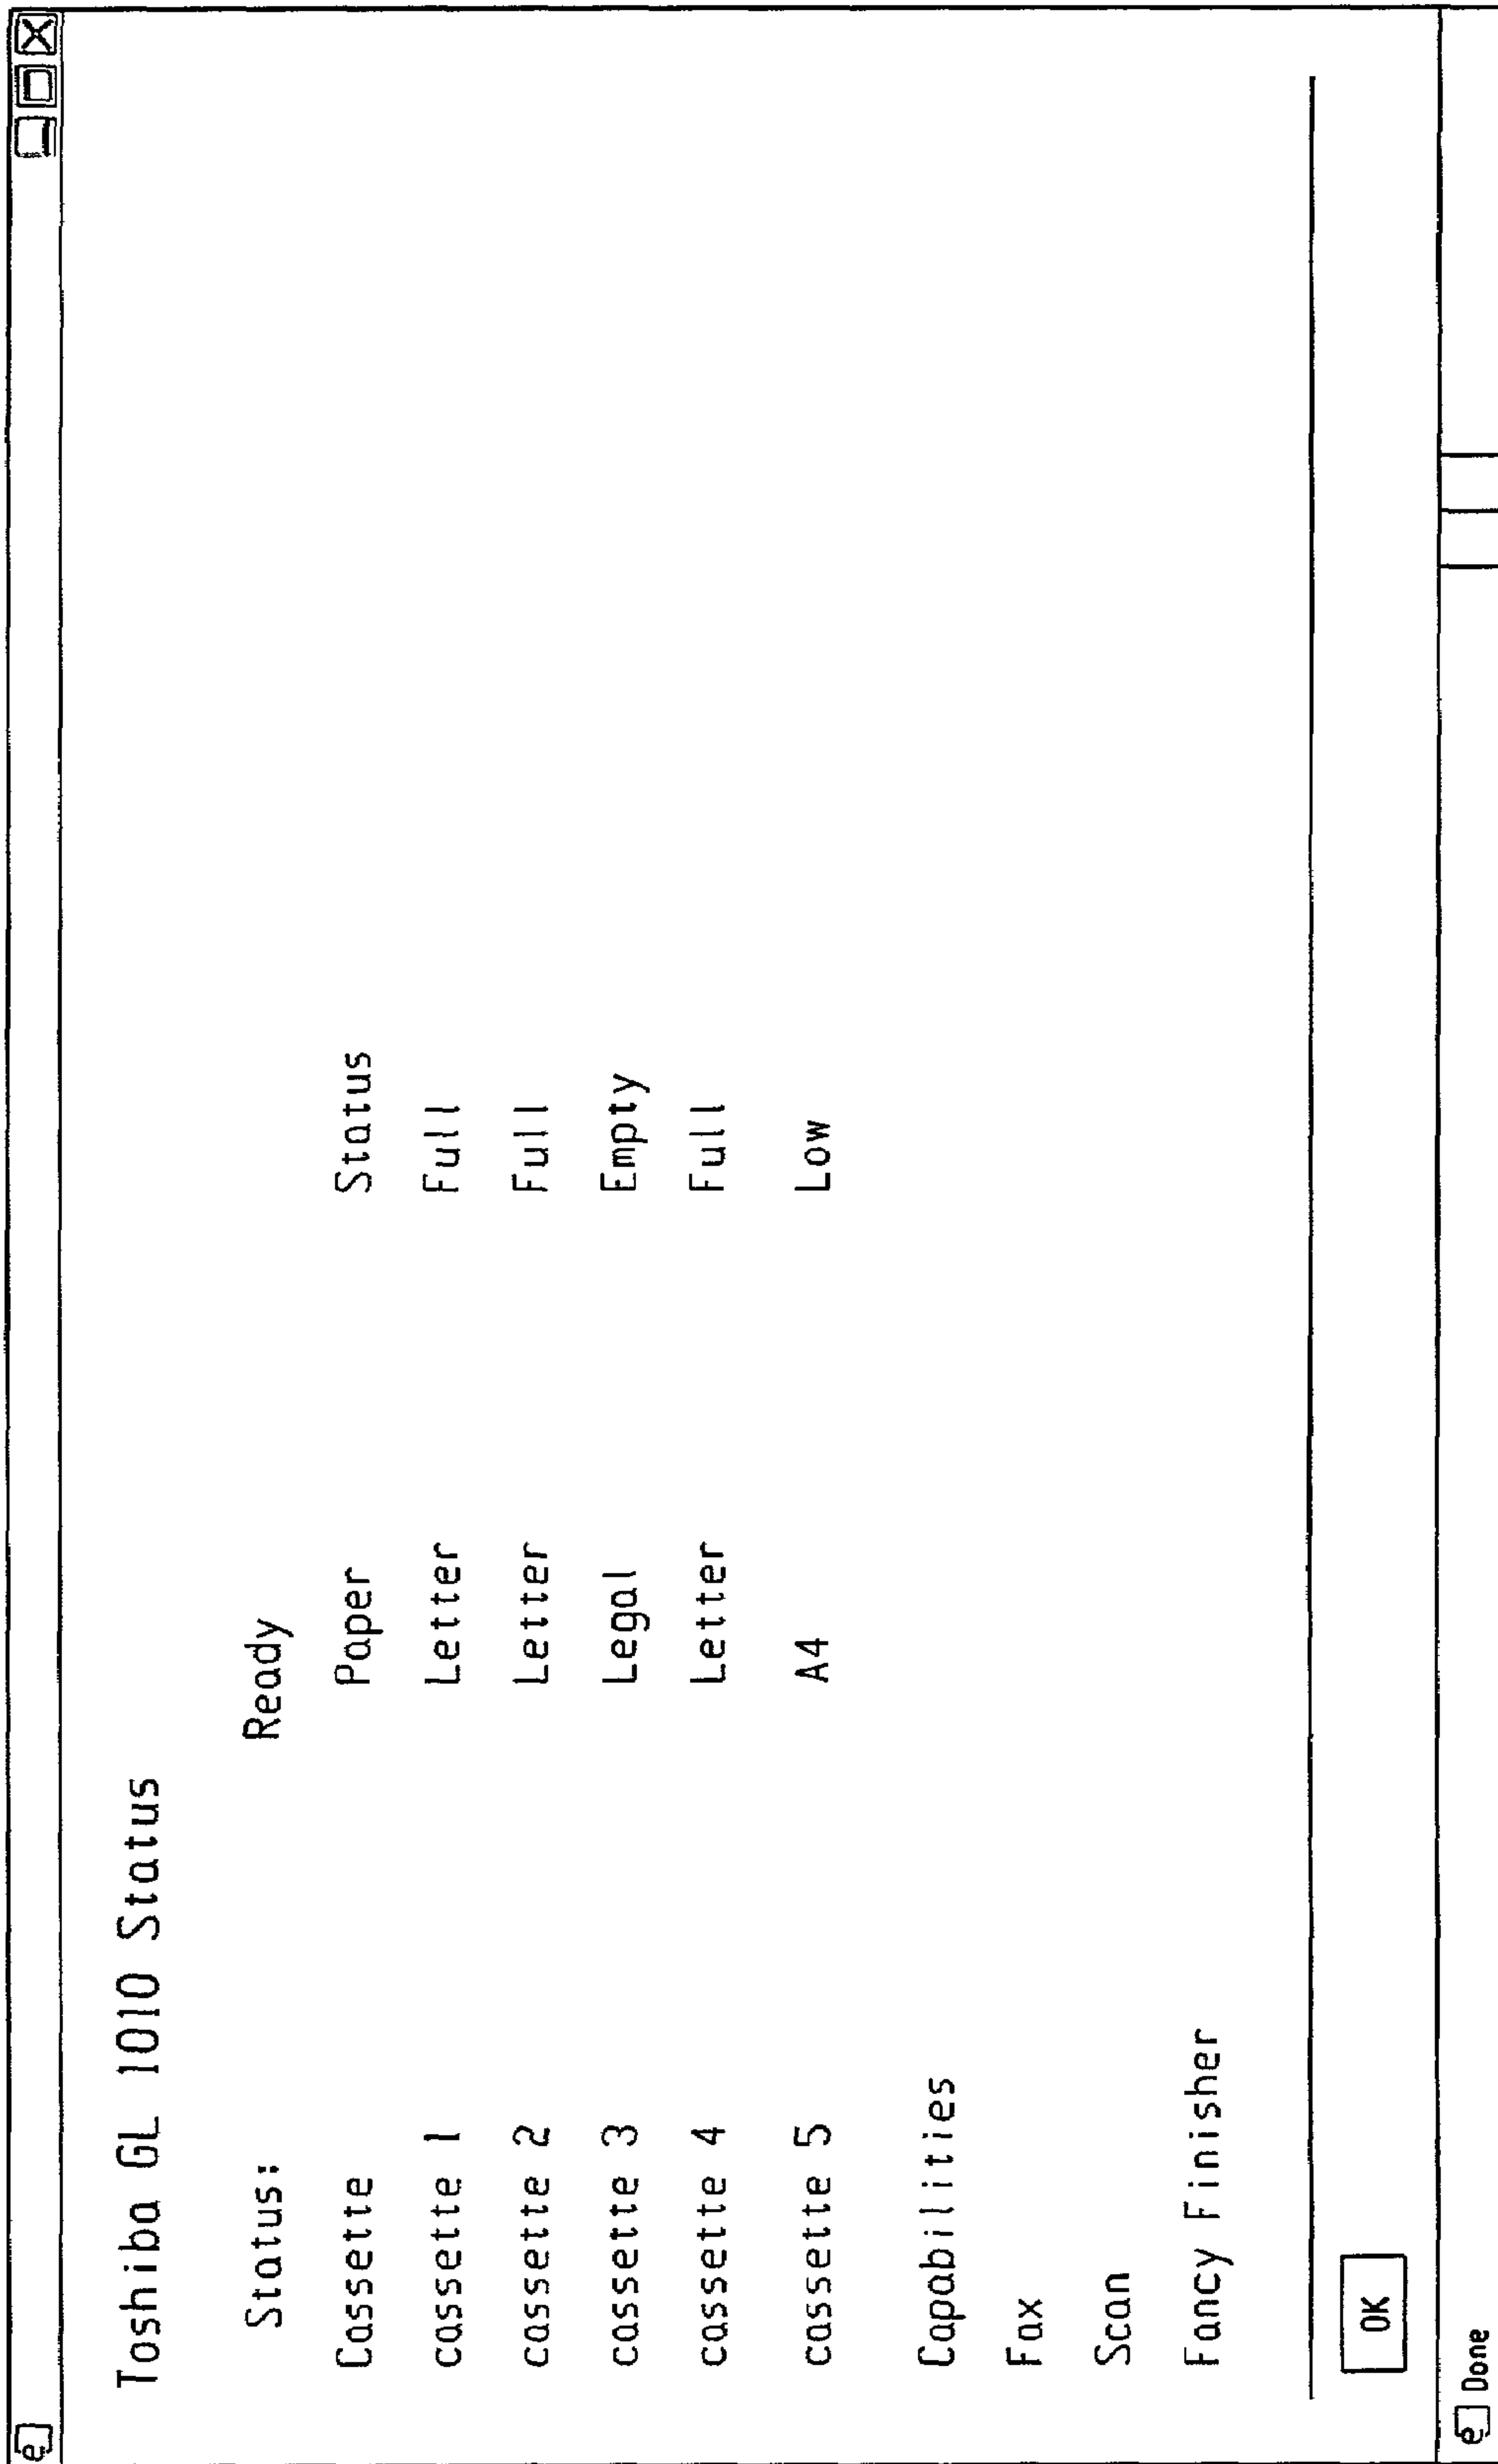 Toshiba GL 1010 Status
Status: Ready
Cassette Paper Status
cassette 1 Letter Full
cassette 2 Letter Full
cassette 3 Legal Empty
cassette 4 Letter Full
cassette 5 A4 Low
Capabilities
Fax
Scan
Fancy Finisher
OK
e Done